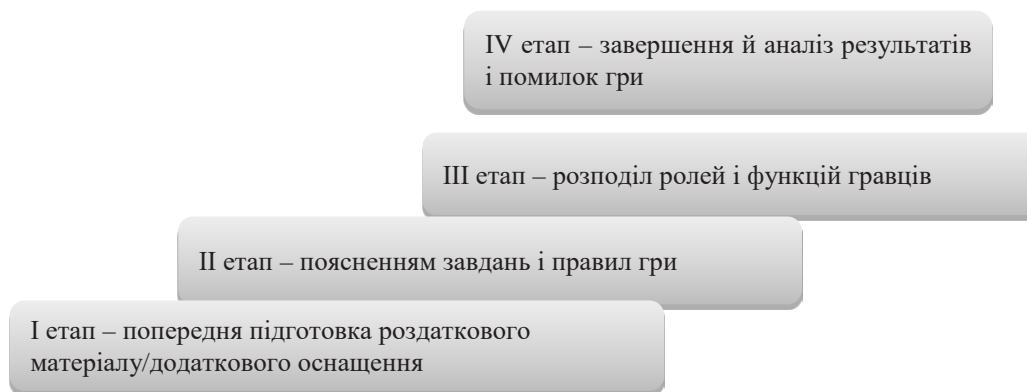 IV етап – завершення й аналіз результатів
і помилок гри
III етап – розподіл ролей і функцій гравців
II етап – поясненням завдань і правил гри
I етап – попередня підготовка роздаткового
матеріалу/додаткового оснащення